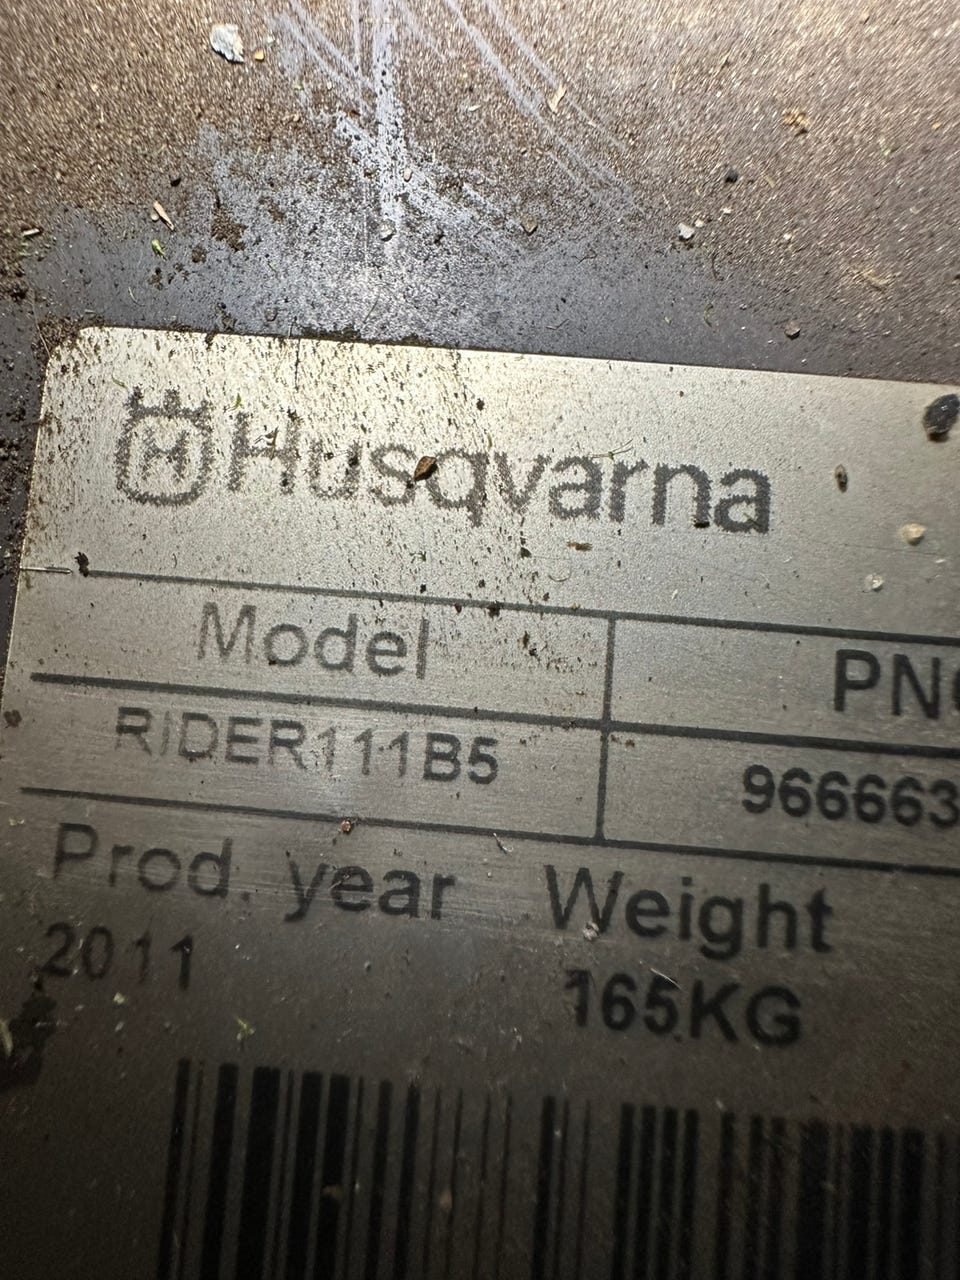 H Husqvarna
Model PN
RIDER111B5 966663
Prod. year Weight
2011 165KG